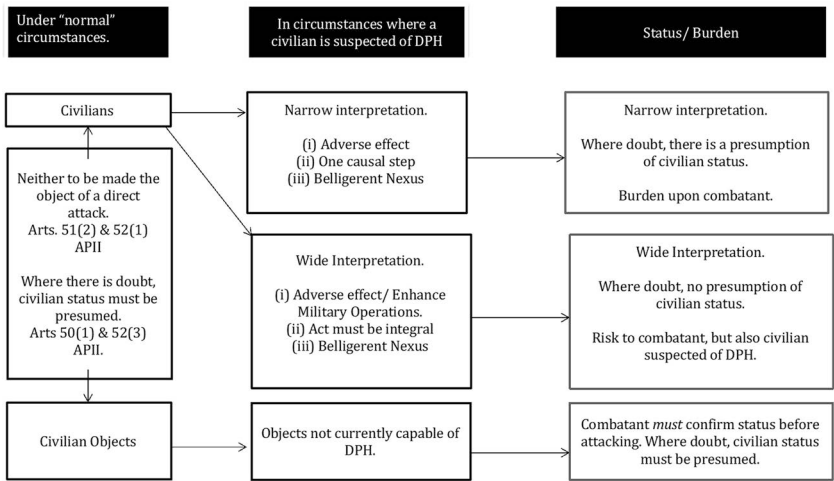 Under “normal”
circumstances.
In circumstances where a
civilian is suspected of DPH
Status/ Burden
Civilians
Narrow interpretation.
(i) Adverse effect
(ii) One causal step
(iii) Belligerent Nexus
Narrow interpretation.
Where doubt, there is a presumption
of civilian status.
Burden upon combatant.
Neither to be made the
object of a direct
attack.
Arts. 51(2) & 52(1)
APII
Where there is doubt,
civilian status must be
presumed.
Arts 50(1) & 52(3)
APII.
Wide Interpretation.
(i) Adverse effect/ Enhance
Military Operations.
(ii) Act must be integral
(iii) Belligerent Nexus
Wide Interpretation.
Where doubt, no presumption of
civilian status.
Risk to combatant, but also civilian
suspected of DPH.
Civilian Objects
Objects not currently capable of
DPH.
Combatant must confirm status before
attacking. Where doubt, civilian status
must be presumed.